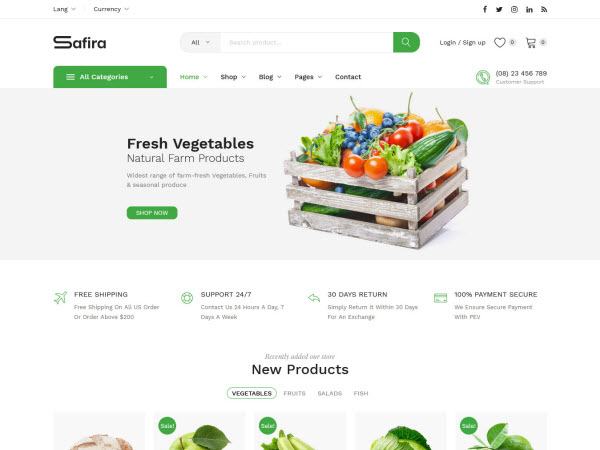 Lang Currency
Safira
All Search product... Login / Sign up 0 0
All Categories Home Shop Blog Pages Contact (08) 23 456 789
Customer Support
Fresh Vegetables
Natural Farm Products
Widest range of farm-fresh Vegetables, Fruits
& seasonal produce
SHOP NOW
FREE SHIPPING
Free Shipping On All US Order
Or Order Above $200
SUPPORT 24/7
Contact Us 24 Hours A Day, 7
Days A Week
30 DAYS RETURN
Simply Return It Within 30 Days
For An Exchange
100% PAYMENT SECURE
We Ensure Secure Payment
With PEV
Recently added our store
New Products
VEGETABLES FRUITS SALADS FISH
Sale! Sale! Sale!